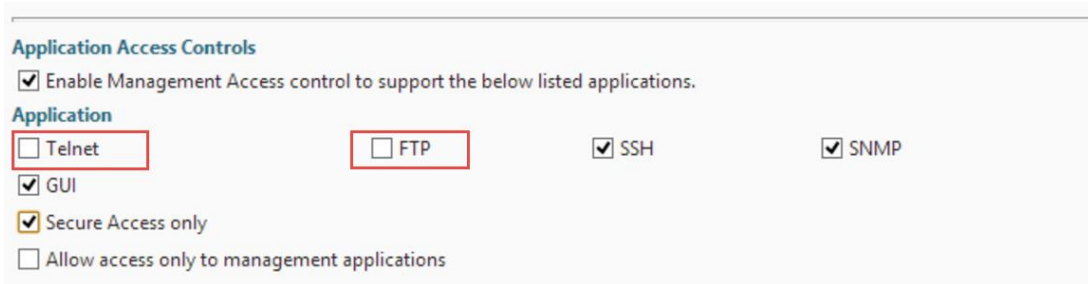 Application Access Controls
Enable Management Access control to support the below listed applications.
Application
Telnet FTP SSH SNMP
GUI
Secure Access only
Allow access only to management applications